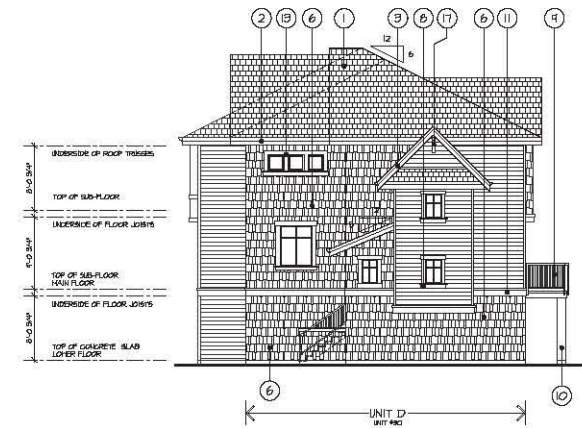 2 13 6 1 3 8 17 6 11 9
12
6
UNDERSIDE OF ROOF TRUSSES
8'-0 3/4"
TOP OF SUB-FLOOR
UNDERSIDE OF FLOOR JOISTS
9'-0 3/4"
TOP OF SUB-FLOOR
MAIN FLOOR
UNDERSIDE OF FLOOR JOISTS
8'-0 3/4"
TOP OF CONCRETE SLAB
LOWER FLOOR
6
10
UNIT D